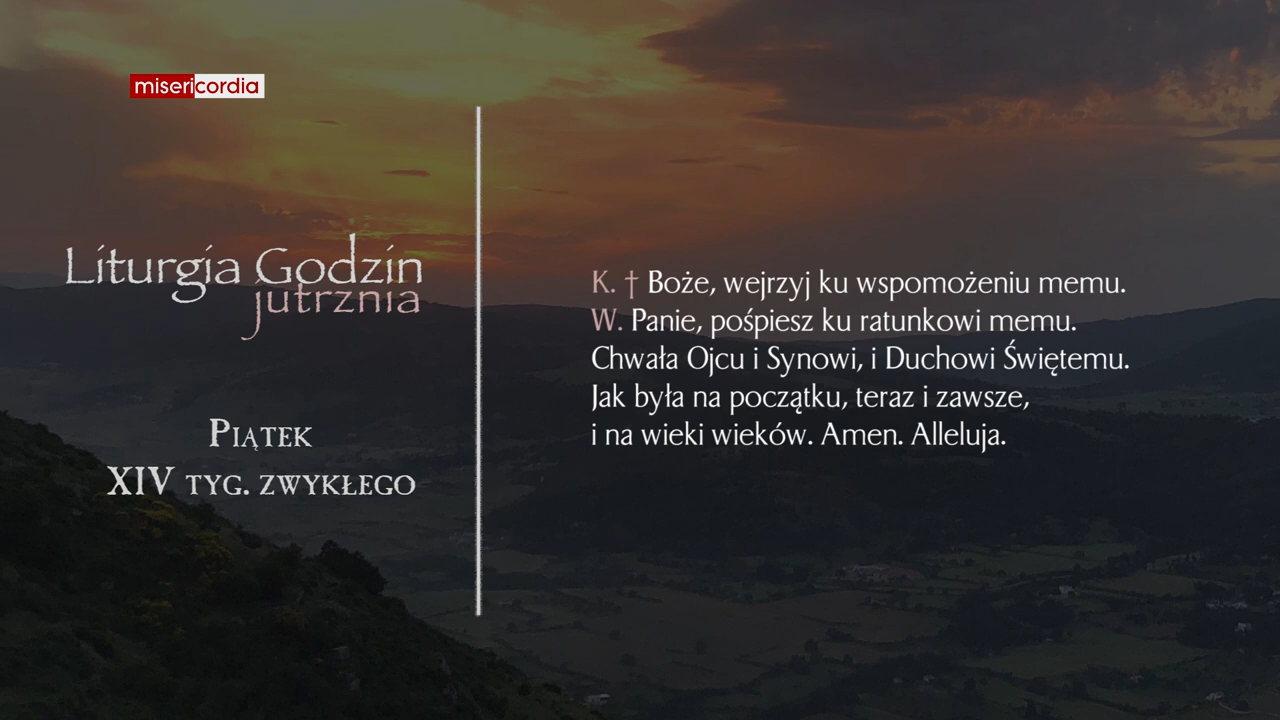 misericordia
Liturgia Godzin
jutrznia
Piątek
XIV tyg. zwykłego
K. † Boże, wejrzyj ku wspomożeniu memu.
W. Panie, pośpiesz ku ratunkowi memu.
Chwała Ojcu i Synowi, i Duchowi Świętemu.
Jak była na początku, teraz i zawsze,
i na wieki wieków. Amen. Alleluja.